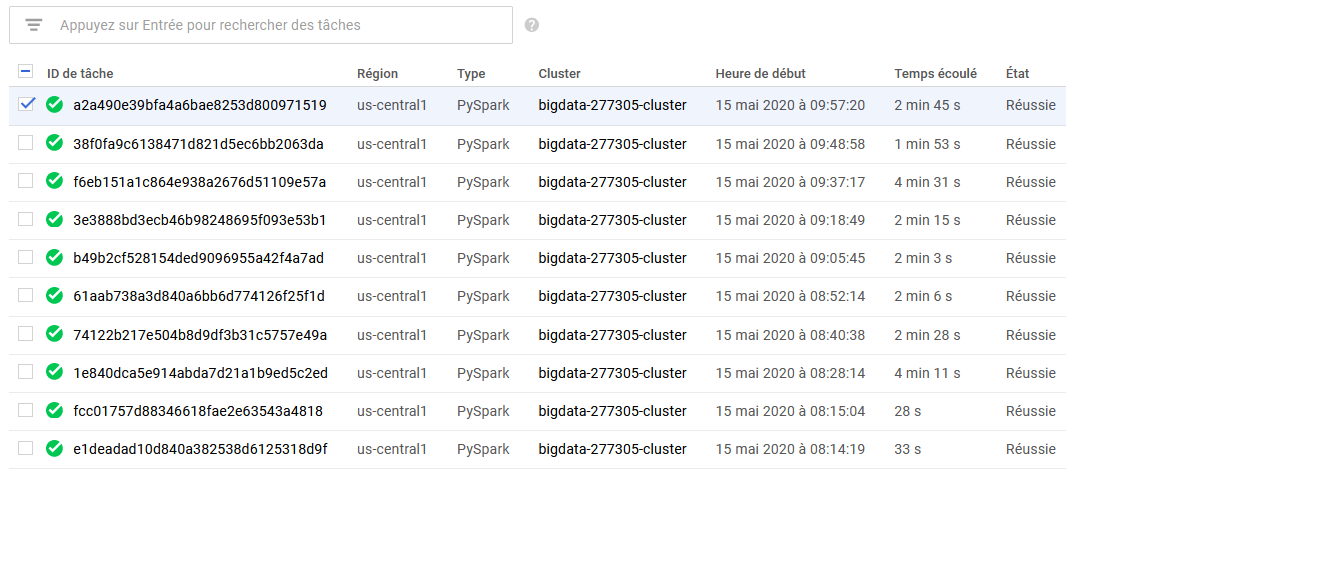 Appuyez sur Entrée pour rechercher des tâches ?
ID de tâche Région Type Cluster Heure de début Temps écoulé État
a2a490e39bfa4a6bae8253d800971519 us-central1 PySpark bigdata-277305-cluster 15 mai 2020 à 09:57:20 2 min 45 s Réussie
38f0fa9c6138471d821d5ec6bb2063da us-central1 PySpark bigdata-277305-cluster 15 mai 2020 à 09:48:58 1 min 53 s Réussie
f6eb151a1c864e938a2676d51109e57a us-central1 PySpark bigdata-277305-cluster 15 mai 2020 à 09:37:17 4 min 31 s Réussie
3e3888bd3ecb46b98248695f093e53b1 us-central1 PySpark bigdata-277305-cluster 15 mai 2020 à 09:18:49 2 min 15 s Réussie
b49b2cf528154ded9096955a42f4a7ad us-central1 PySpark bigdata-277305-cluster 15 mai 2020 à 09:05:45 2 min 3 s Réussie
61aab738a3d840a6bb6d774126f25f1d us-central1 PySpark bigdata-277305-cluster 15 mai 2020 à 08:52:14 2 min 6 s Réussie
74122b217e504b8d9df3b31c5757e49a us-central1 PySpark bigdata-277305-cluster 15 mai 2020 à 08:40:38 2 min 28 s Réussie
1e840dca5e914abda7d21a1b9ed5c2ed us-central1 PySpark bigdata-277305-cluster 15 mai 2020 à 08:28:14 4 min 11 s Réussie
fcc01757d88346618fae2e63543a4818 us-central1 PySpark bigdata-277305-cluster 15 mai 2020 à 08:15:04 28 s Réussie
e1deadad10d840a382538d6125318d9f us-central1 PySpark bigdata-277305-cluster 15 mai 2020 à 08:14:19 33 s Réussie